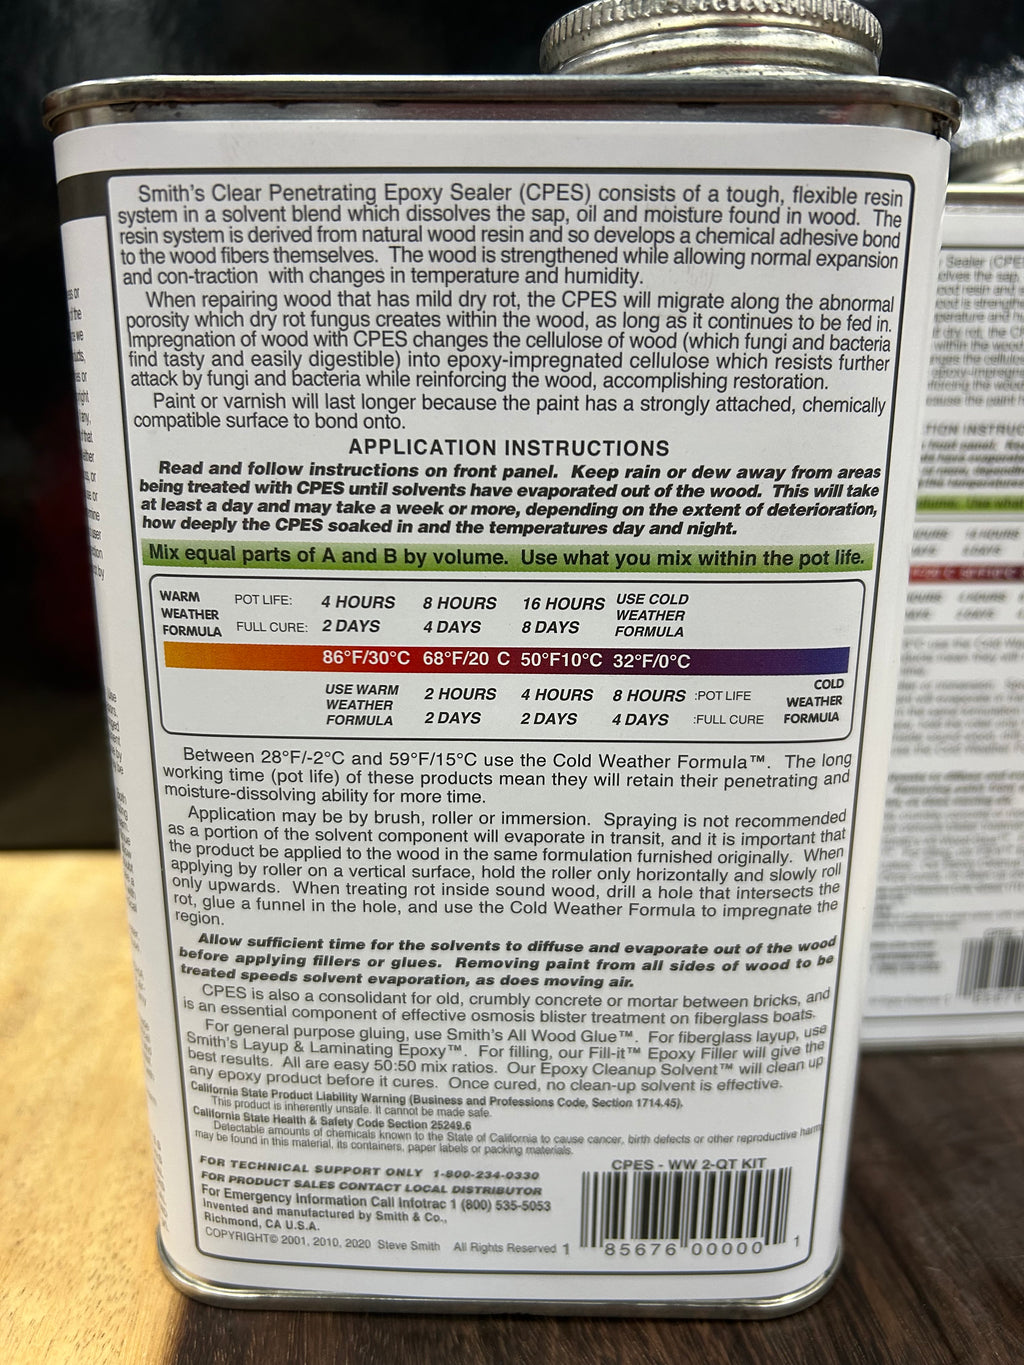 Smith's Clear Penetrating Epoxy Sealer (CPES) consists of a tough, flexible resin
system in a solvent blend which dissolves the sap, oil and moisture found in wood. The
resin system is derived from natural wood resin and so develops a chemical adhesive bond
to the wood fibers themselves. The wood is strengthened while allowing normal expansion
and con-traction with changes in temperature and humidity.
When repairing wood that has mild dry rot, the CPES will migrate along the abnormal
porosity which dry rot fungus creates within the wood, as long as it continues to be fed in.
Impregnation of wood with CPES changes the cellulose of wood (which fungi and bacteria
find tasty and easily digestible) into epoxy-impregnated cellulose which resists further
attack by fungi and bacteria while reinforcing the wood, accomplishing restoration.
Paint or varnish will last longer because the paint has a strongly attached, chemically
compatible surface to bond onto.
APPLICATION INSTRUCTIONS
Read and follow instructions on front panel. Keep rain or dew away from areas
being treated with CPES until solvents have evaporated out of the wood. This will take
at least a day and may take a week or more, depending on the extent of deterioration,
how deeply the CPES soaked in and the temperatures day and night.
Mix equal parts of A and B by volume. Use what you mix within the pot life.
WARM WEATHER FORMULA
POT LIFE: 4 HOURS 8 HOURS 16 HOURS USE COLD WEATHER FORMULA
FULL CURE: 2 DAYS 4 DAYS 8 DAYS
86°F/30°C 68°F/20 C 50°F10°C 32°F/0°C
USE WARM WEATHER FORMULA 2 HOURS 4 HOURS 8 HOURS :POT LIFE
2 DAYS 2 DAYS 4 DAYS :FULL CURE
COLD WEATHER FORMULA
Between 28°F/-2°C and 59°F/15°C use the Cold Weather Formula™. The long
working time (pot life) of these products mean they will retain their penetrating and
moisture-dissolving ability for more time.
Application may be by brush, roller or immersion. Spraying is not recommended
as a portion of the solvent component will evaporate in transit, and it is important that
the product be applied to the wood in the same formulation furnished originally. When
applying by roller on a vertical surface, hold the roller only horizontally and slowly roll
only upwards. When treating rot inside sound wood, drill a hole that intersects the
rot, glue a funnel in the hole, and use the Cold Weather Formula to impregnate the
region.
Allow sufficient time for the solvents to diffuse and evaporate out of the wood
before applying fillers or glues. Removing paint from all sides of wood to be
treated speeds solvent evaporation, as does moving air.
CPES is also a consolidant for old, crumbly concrete or mortar between bricks, and
is an essential component of effective osmosis blister treatment on fiberglass boats.
For general purpose gluing, use Smith's All Wood Glue™. For fiberglass layup, use
Smith's Layup & Laminating Epoxy™. For filling, our Fill-it™ Epoxy Filler will give the
best results. All are easy 50:50 mix ratios. Our Epoxy Cleanup Solvent™ will clean up
any epoxy product before it cures. Once cured, no clean-up solvent is effective.
California State Product Liability Warning (Business and Professions Code, Section 1714.45).
This product is inherently unsafe. It cannot be made safe.
California State Health & Safety Code Section 25249.6
Detectable amounts of chemicals known to the State of California to cause cancer, birth defects or other reproductive harm
may be found in this material, its containers, paper labels or packing materials.
FOR TECHNICAL SUPPORT ONLY 1-800-234-0330
FOR PRODUCT SALES CONTACT LOCAL DISTRIBUTOR
For Emergency Information Call Infotrac 1 (800) 535-5053
Invented and manufactured by Smith & Co.,
Richmond, CA U.S.A.
COPYRIGHT© 2001, 2010, 2020 Steve Smith All Rights Reserved
CPES - WW 2-QT KIT
1 85676 00000 1